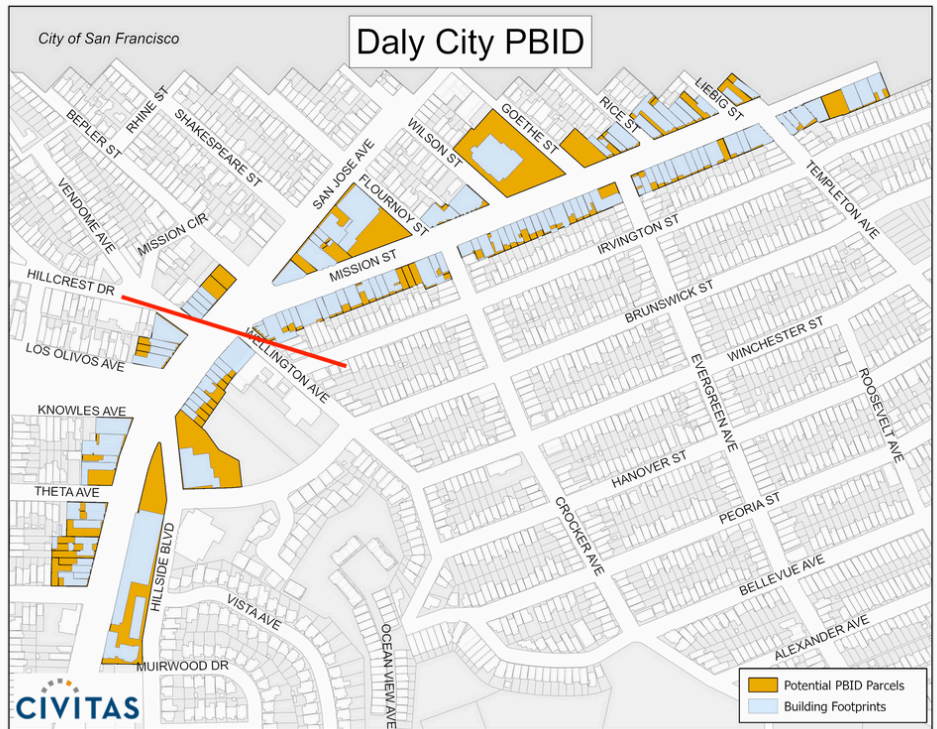 City of San Francisco
Daly City PBID
BEPLER ST
RHINE ST
SHAKESPEARE ST
VENDOME AVE
MISSION CIR
SAN JOSE AVE
FLOURNOY ST
WILSON ST
GOETHE ST
RICE ST
LIEBIG ST
TEMPLETON AVE
HILLCREST DR
MISSION ST
IRVINGTON ST
BRUNSWICK ST
WINCHESTER ST
LOS OLIVOS AVE
WELLINGTON AVE
EVERGREEN AVE
ROOSEVELT AVE
KNOWLES AVE
HANOVER ST
THETA AVE
PEORIA ST
CROCKER AVE
HILLSIDE BLVD
BELLEVUE AVE
VISTA AVE
OCEAN VIEW AVE
ALEXANDER AVE
MUIRWOOD DR
CIVITAS
Potential PBID Parcels
Building Footprints